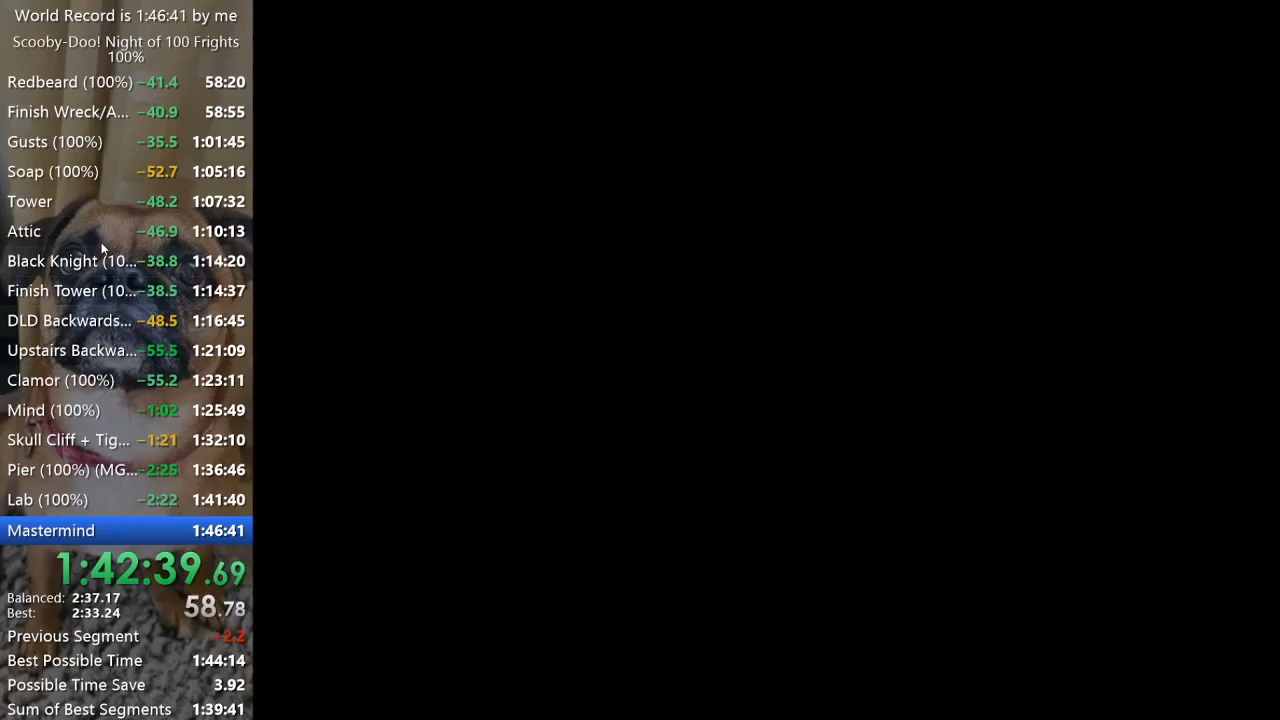 World Record is 1:46:41 by me
Scooby-Doo! Night of 100 Frights
100%
Redbeard (100%) −41.4 58:20
Finish Wreck/A... −40.9 58:55
Gusts (100%) −35.5 1:01:45
Soap (100%) −52.7 1:05:16
Tower −48.2 1:07:32
Attic −46.9 1:10:13
Black Knight (10... −38.8 1:14:20
Finish Tower (10... −38.5 1:14:37
DLD Backwards... −48.5 1:16:45
Upstairs Backwa... −55.5 1:21:09
Clamor (100%) −55.2 1:23:11
Mind (100%) −1:02 1:25:49
Skull Cliff + Tig... −1:21 1:32:10
Pier (100%) (MG... −2:25 1:36:46
Lab (100%) −2:22 1:41:40
Mastermind 1:46:41
1:42:39.69
Balanced: 2:37.17
Best: 2:33.24
58.78
Previous Segment +2.2
Best Possible Time 1:44:14
Possible Time Save 3.92
Sum of Best Segments 1:39:41